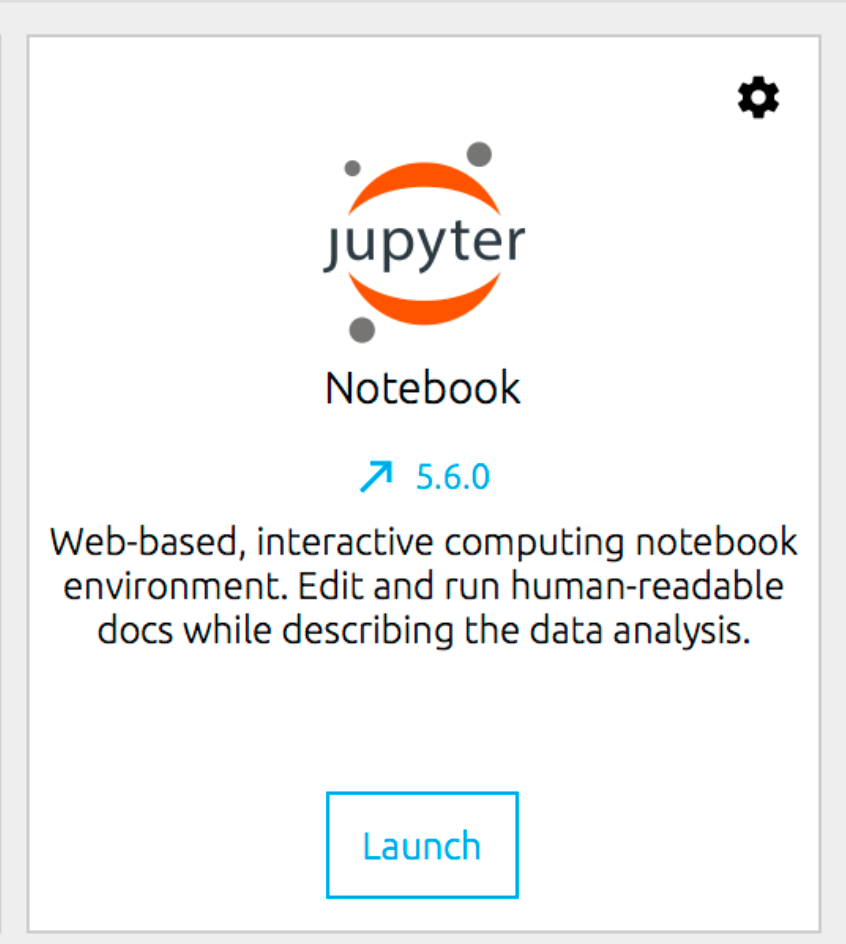 jupyter
Notebook
5.6.0
Web-based, interactive computing notebook
environment. Edit and run human-readable
docs while describing the data analysis.
Launch